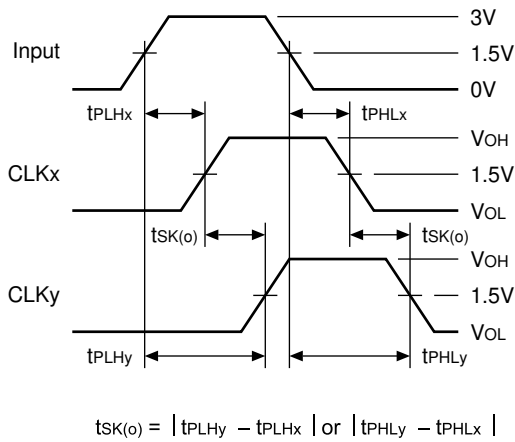 3V
Input
1.5V
0V
tPLHx
tPHLx
VOH
CLKx
1.5V
VOL
tSK(o)
tSK(o)
VOH
CLKy
1.5V
VOL
tPLHy
tPHLy
tSK(o) = | tPLHy – tPLHx | or | tPHLy – tPHLx |